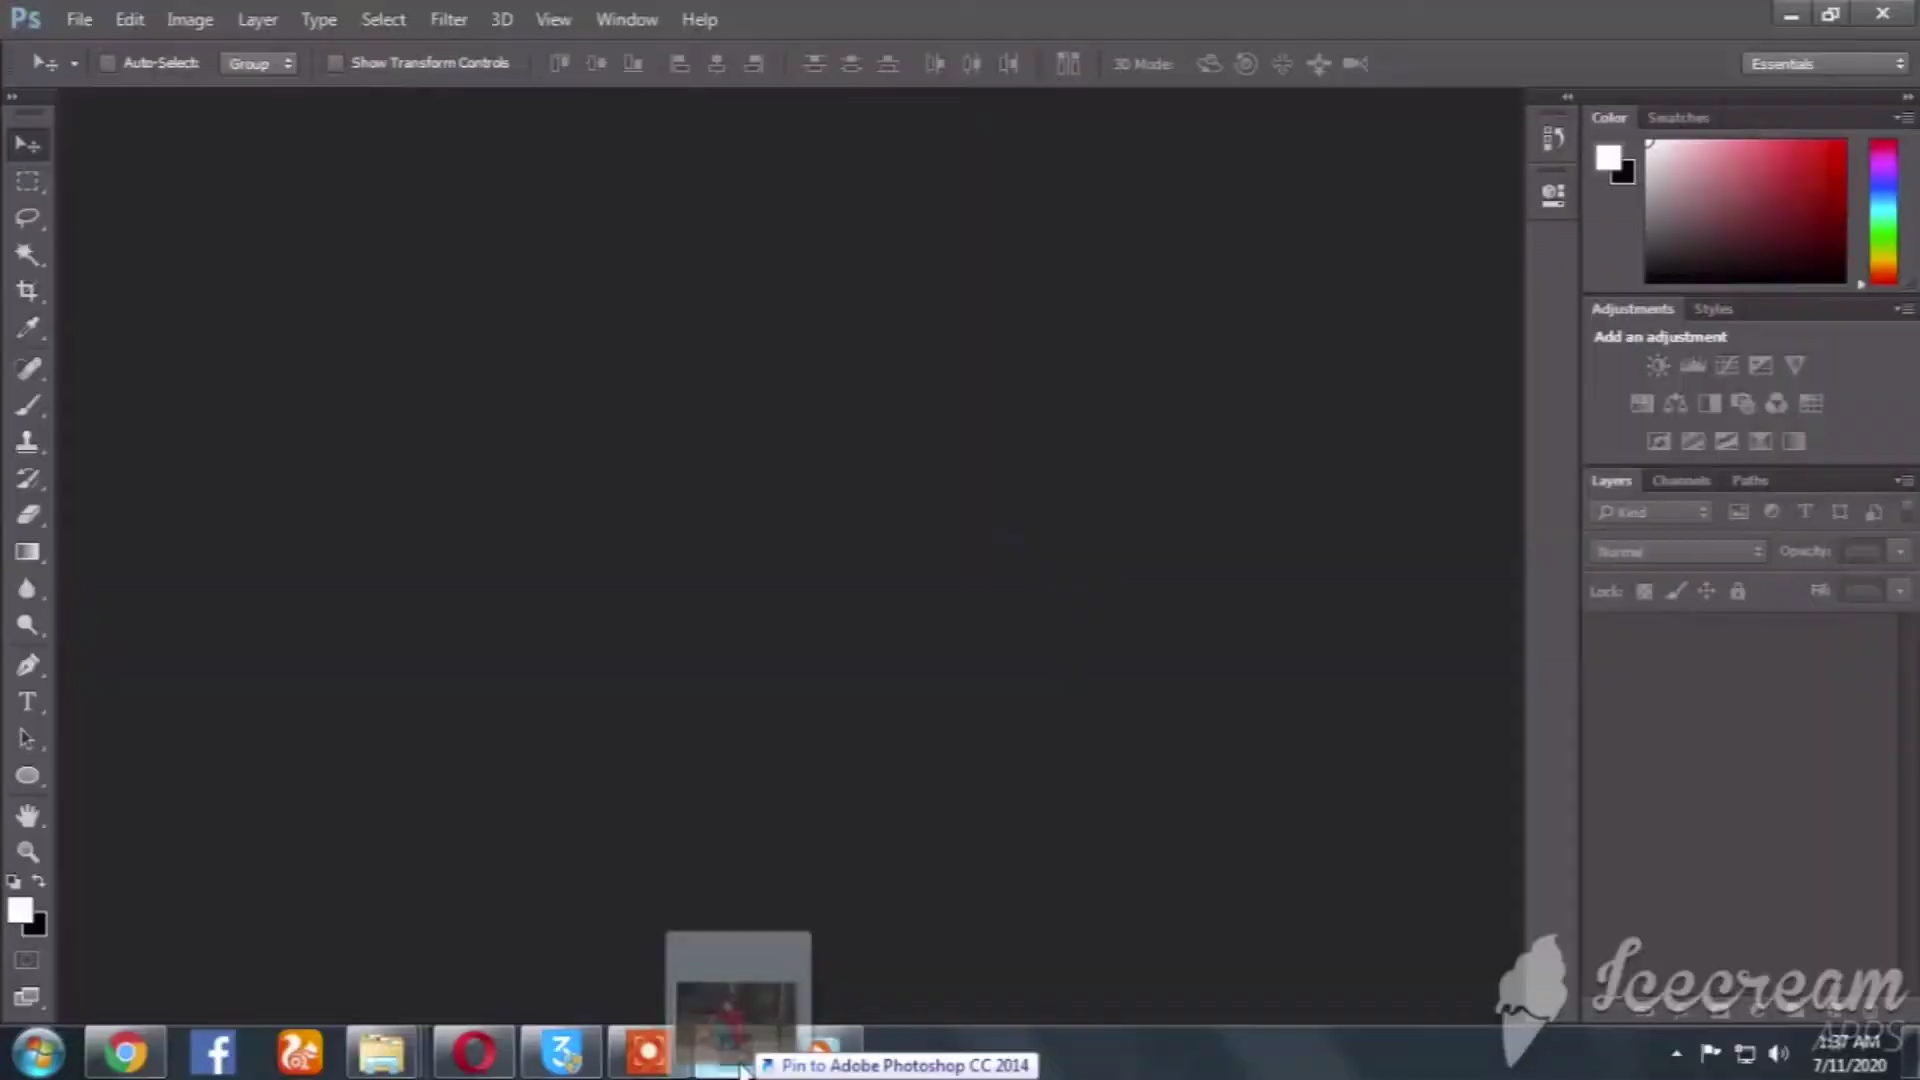 Ps File Edit Image Layer Type Select Filter 3D View Window Help
Auto-Select: Group Show Transform Controls 3D Mode: Essentials
Color Swatches
Adjustments Styles
Add an adjustment
Layers Channels Paths
Kind
Normal Opacity:
Lock: Fill:
T
Icecream
APPS
1:37 AM
Pin to Adobe Photoshop CC 2014
7/11/2020